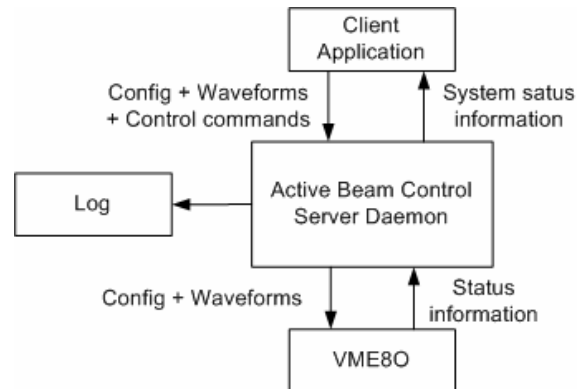 Client
Application
Config + Waveforms
+ Control commands
System satus
information
Log
Active Beam Control
Server Daemon
Config + Waveforms
Status
information
VME8O